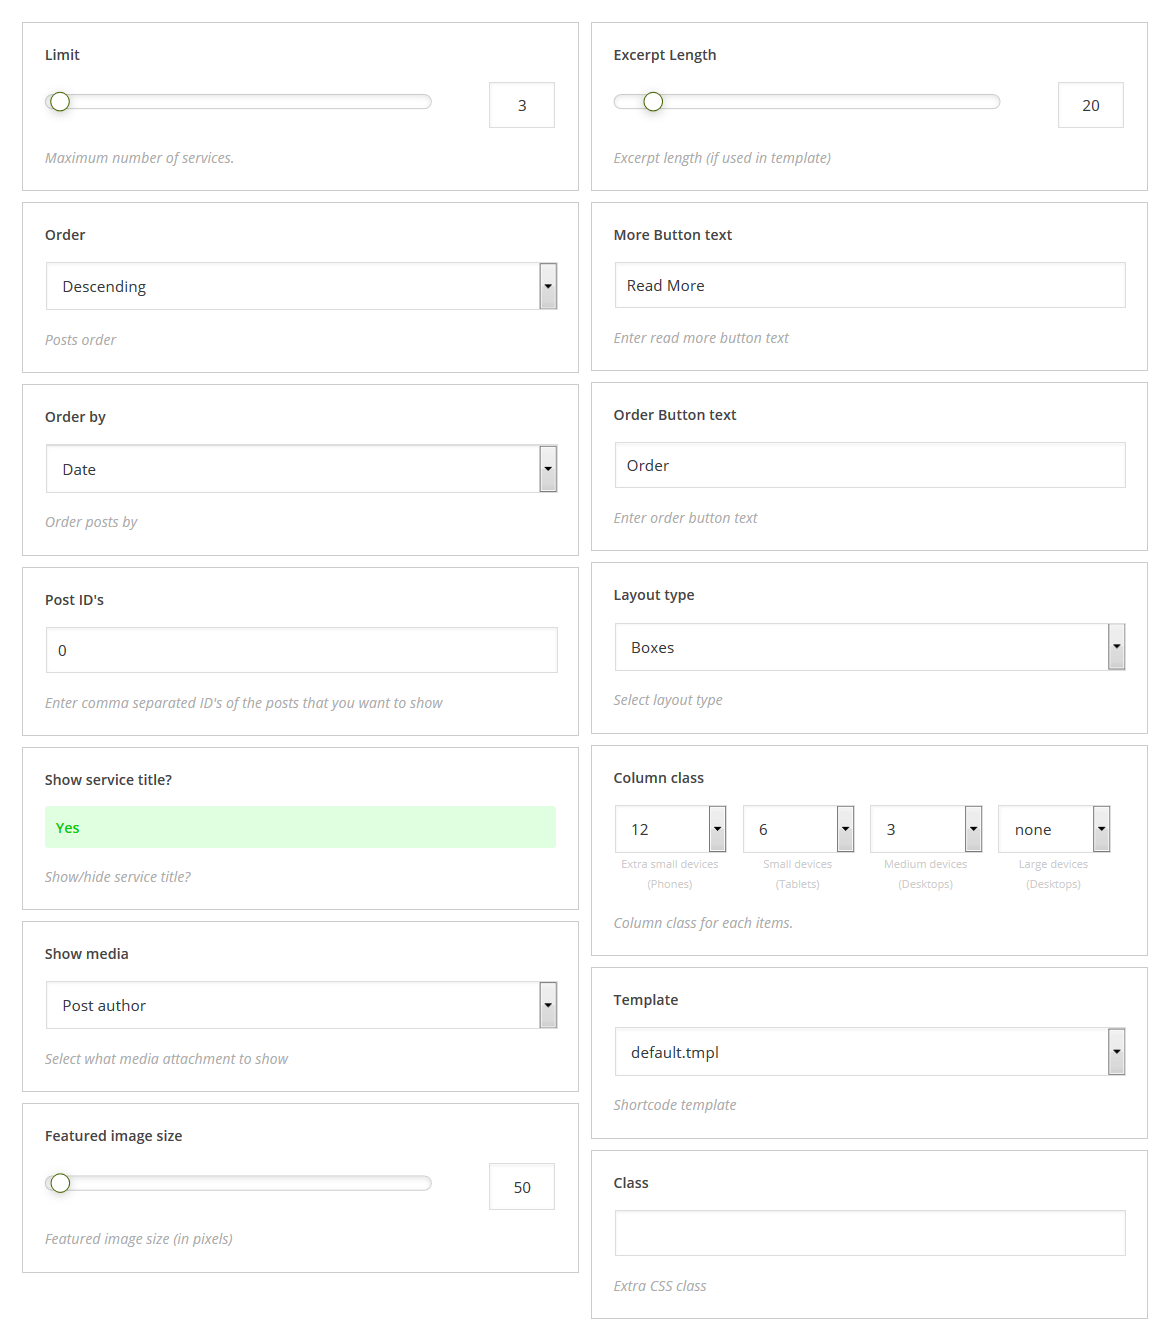 Limit
3
Maximum number of services.
Order
Descending
Posts order
Order by
Date
Order posts by
Post ID's
0
Enter comma separated ID's of the posts that you want to show
Show service title?
Yes
Show/hide service title?
Show media
Post author
Select what media attachment to show
Featured image size
50
Featured image size (in pixels)
Excerpt Length
20
Excerpt length (if used in template)
More Button text
Read More
Enter read more button text
Order Button text
Order
Enter order button text
Layout type
Boxes
Select layout type
Column class
12 6 3 none
Extra small devices Small devices Medium devices Large devices
(Phones) (Tablets) (Desktops) (Desktops)
Column class for each items.
Template
default.tmpl
Shortcode template
Class
Extra CSS class